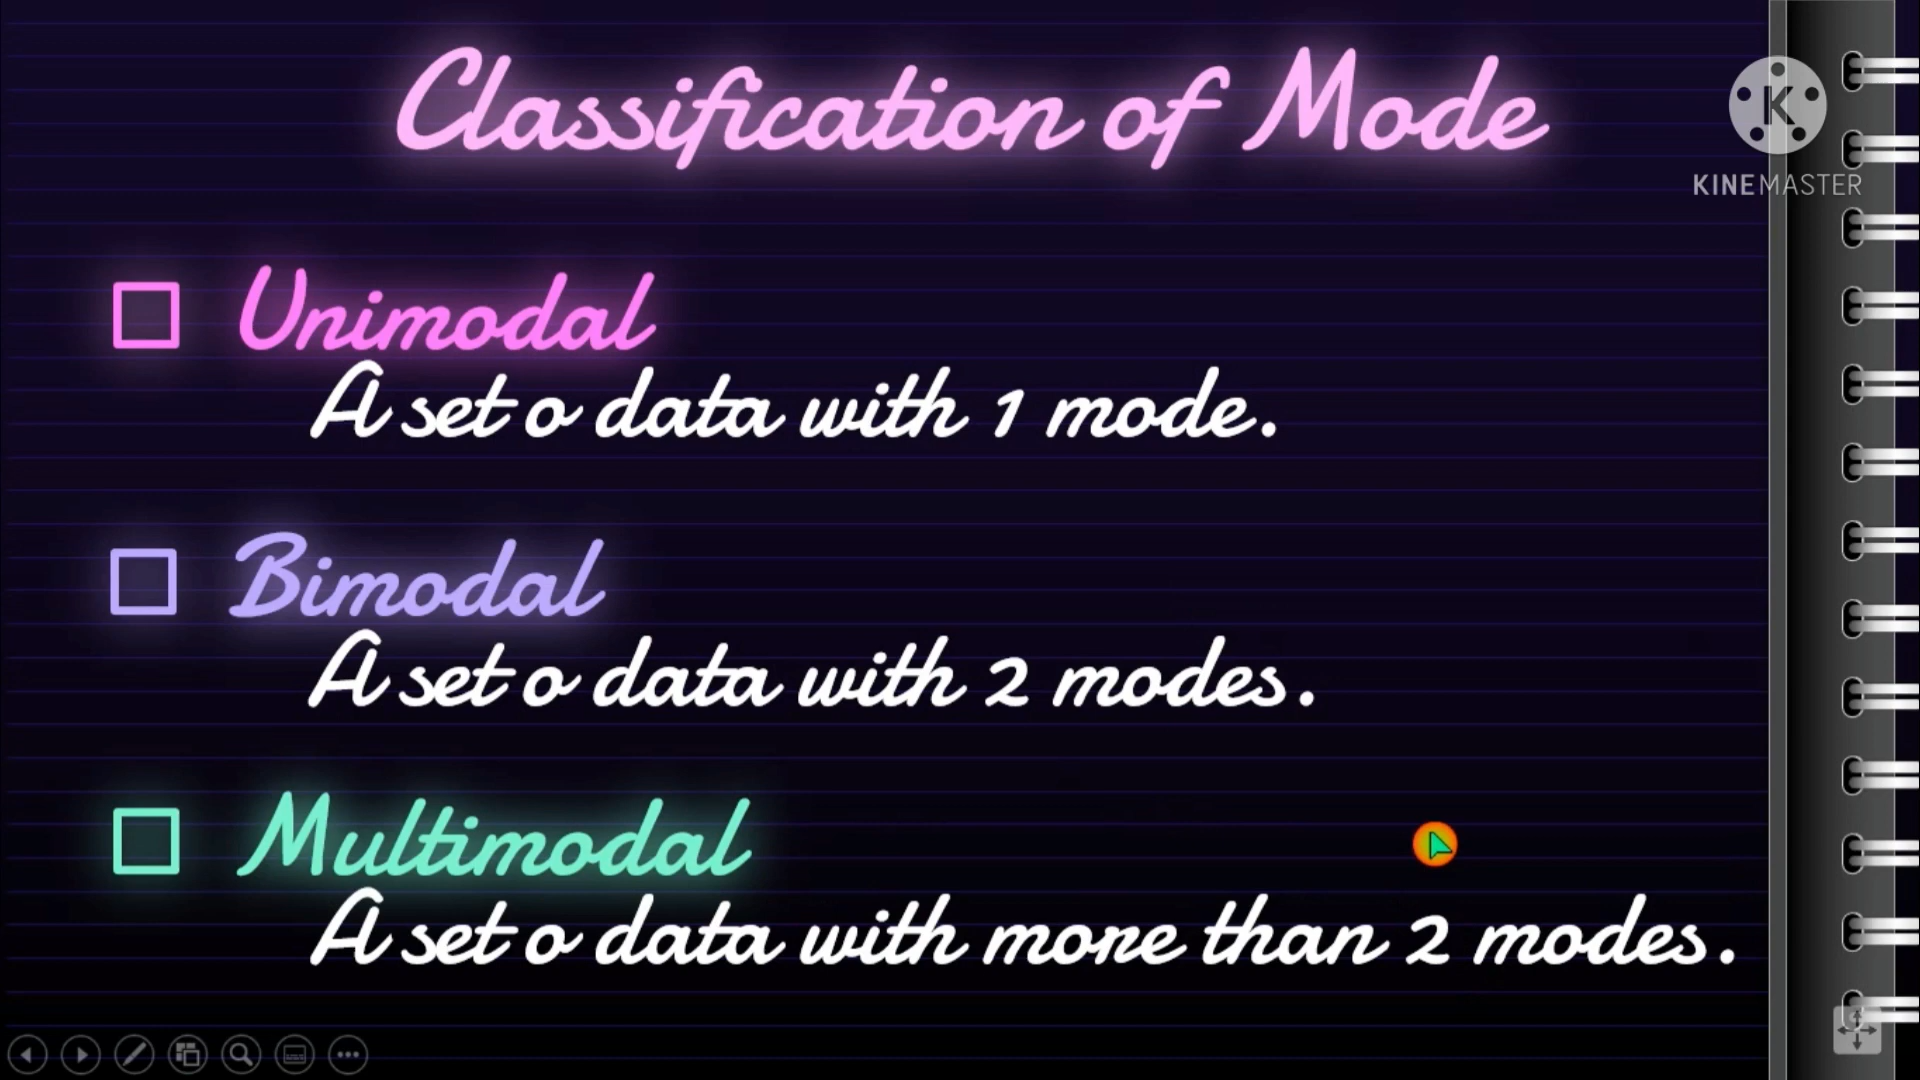 Classification of Mode
K
KINEMASTER
Unimodal
A set o data with 1 mode.
Bimodal
A set o data with 2 modes.
Multimodal
A set o data with more than 2 modes.